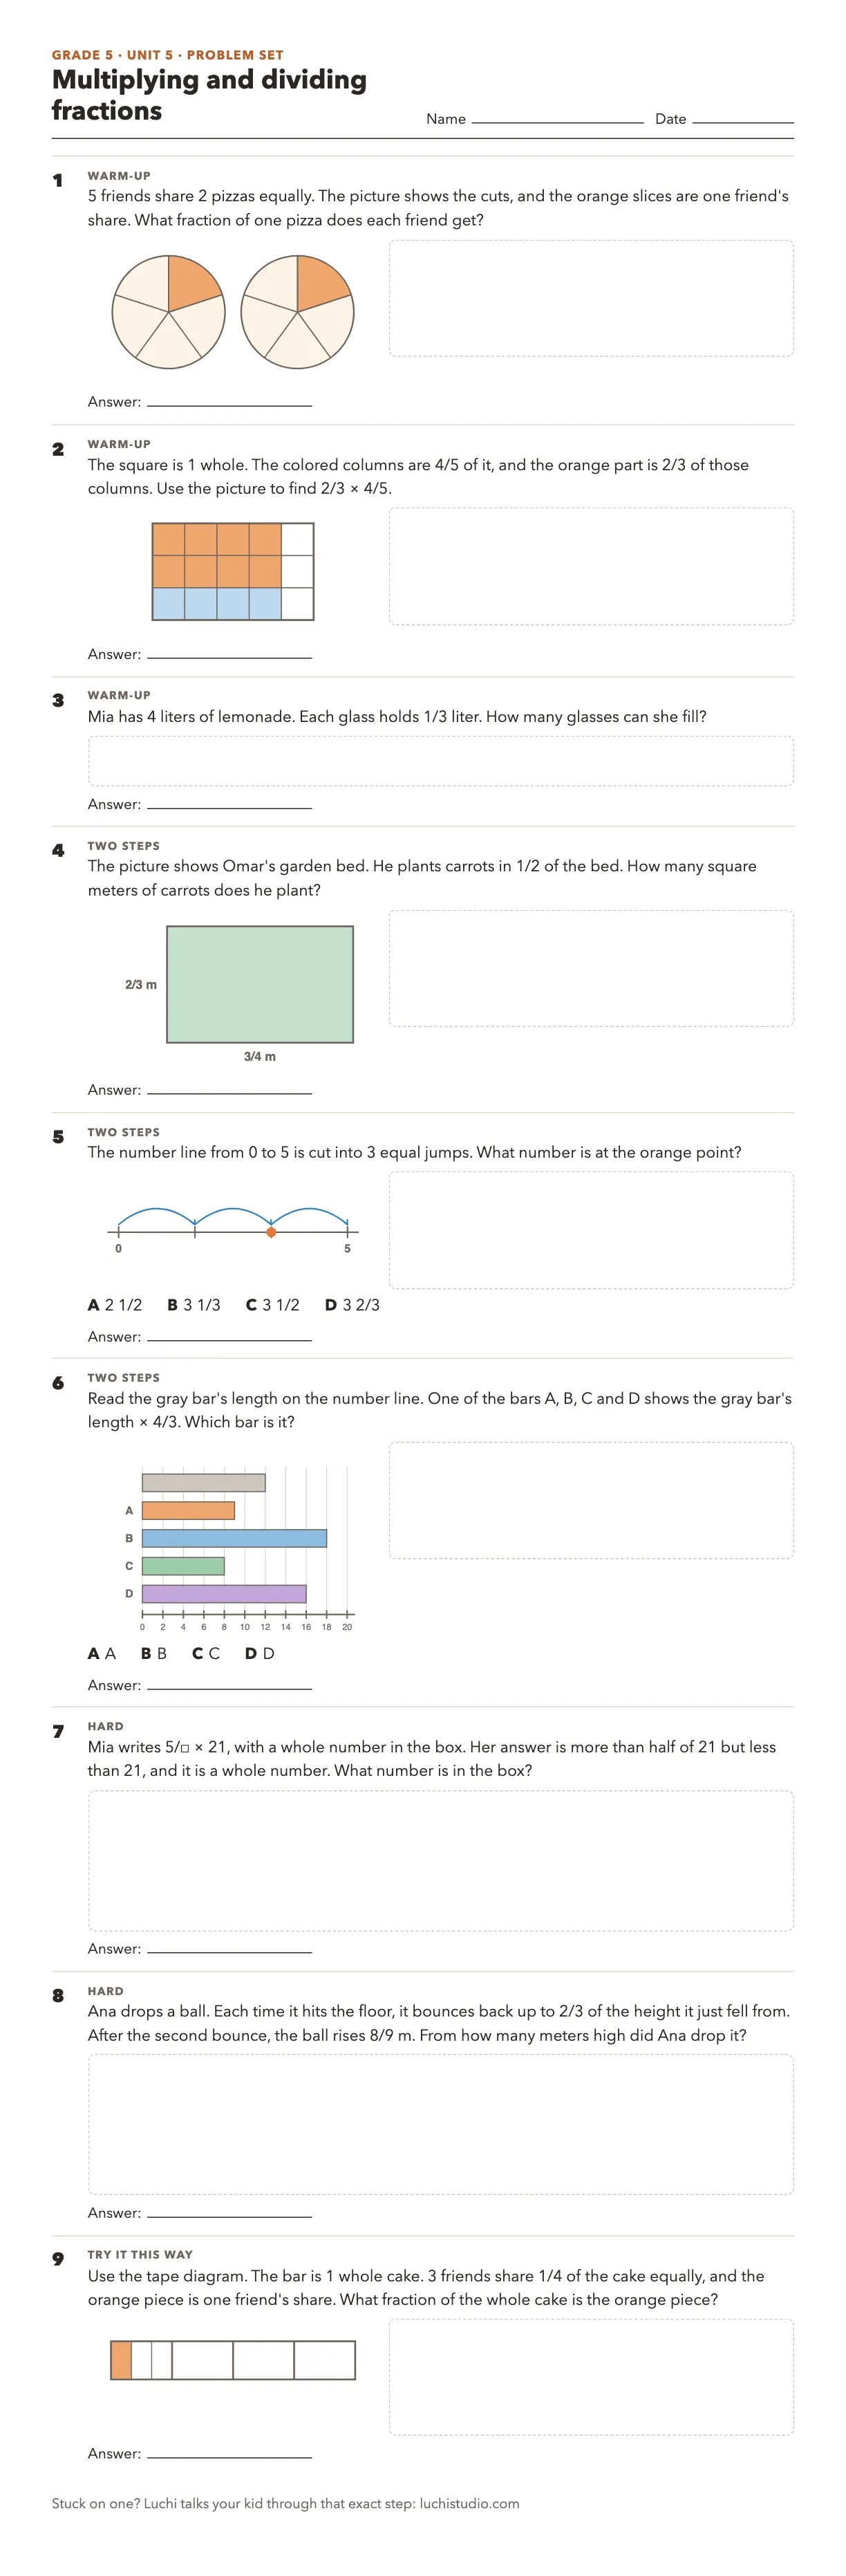 GRADE 5 · UNIT 5 · PROBLEM SET
Multiplying and dividing
fractions
Name
Date
1
WARM-UP
5 friends share 2 pizzas equally. The picture shows the cuts, and the orange slices are one friend's
share. What fraction of one pizza does each friend get?
Answer:
2
WARM-UP
The square is 1 whole. The colored columns are 4/5 of it, and the orange part is 2/3 of those
columns. Use the picture to find 2/3 × 4/5.
Answer:
3
WARM-UP
Mia has 4 liters of lemonade. Each glass holds 1/3 liter. How many glasses can she fill?
Answer:
4
TWO STEPS
The picture shows Omar's garden bed. He plants carrots in 1/2 of the bed. How many square
meters of carrots does he plant?
2/3 m
3/4 m
Answer:
5
TWO STEPS
The number line from 0 to 5 is cut into 3 equal jumps. What number is at the orange point?
0 5
A 2 1/2 B 3 1/3 C 3 1/2 D 3 2/3
Answer:
6
TWO STEPS
Read the gray bar's length on the number line. One of the bars A, B, C and D shows the gray bar's
length × 4/3. Which bar is it?
A
B
C
D
0 2 4 6 8 10 12 14 16 18 20
A A B B C C D D
Answer:
7
HARD
Mia writes 5/□ × 21, with a whole number in the box. Her answer is more than half of 21 but less
than 21, and it is a whole number. What number is in the box?
Answer:
8
HARD
Ana drops a ball. Each time it hits the floor, it bounces back up to 2/3 of the height it just fell from.
After the second bounce, the ball rises 8/9 m. From how many meters high did Ana drop it?
Answer:
9
TRY IT THIS WAY
Use the tape diagram. The bar is 1 whole cake. 3 friends share 1/4 of the cake equally, and the
orange piece is one friend's share. What fraction of the whole cake is the orange piece?
Answer:
Stuck on one? Luchi talks your kid through that exact step: luchistudio.com